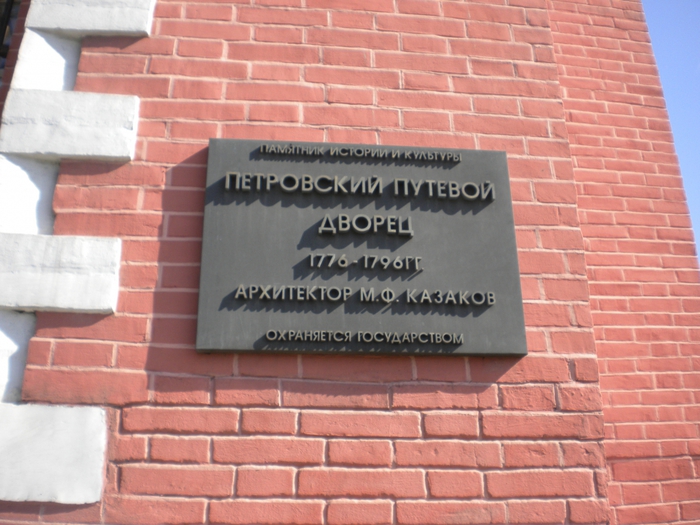 ПАМЯТНИК ИСТОРИИ И КУЛЬТУРЫ
ПЕТРОВСКИЙ ПУТЕВОЙ
ДВОРЕЦ
1776-1796ГГ
АРХИТЕКТОР М.Ф. КАЗАКОВ
ОХРАНЯЕТСЯ ГОСУДАРСТВОМ